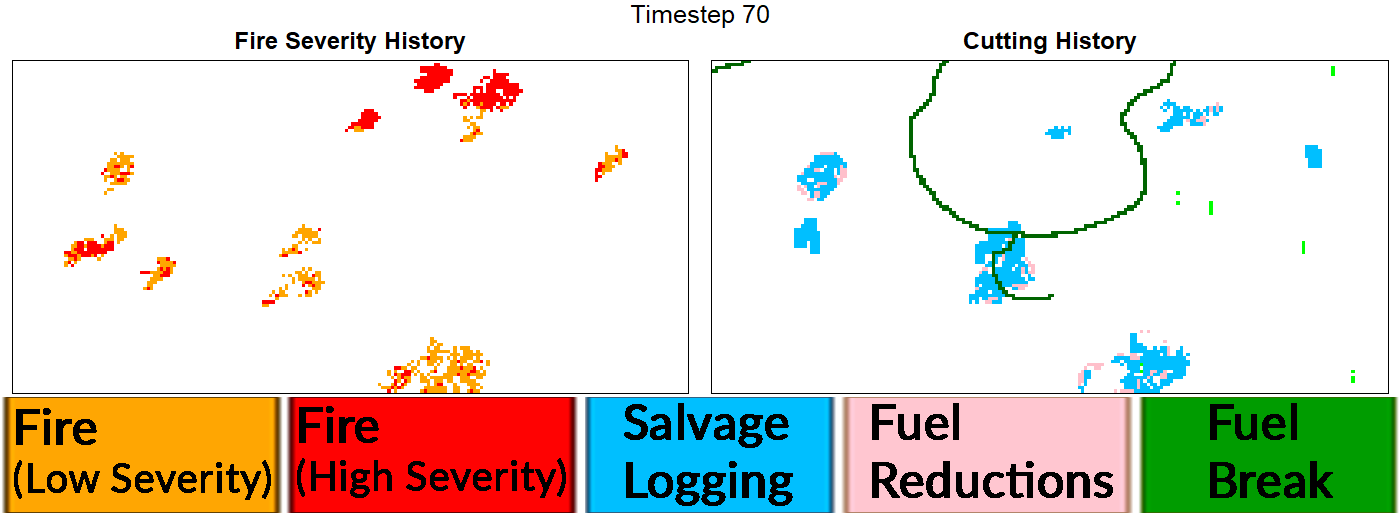 Timestep 70
Fire Severity History
Cutting History
Fire
(Low Severity)
Fire
(High Severity)
Salvage
Logging
Fuel
Reductions
Fuel
Break